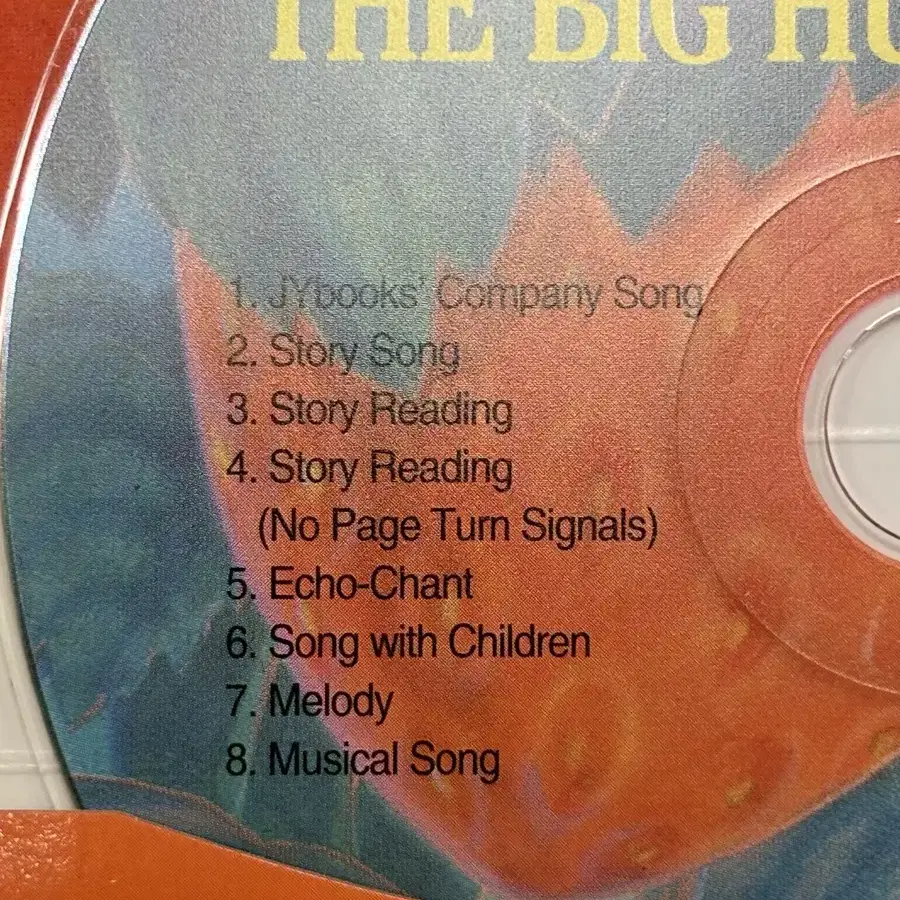 THE BIG HU
1. JYbooks' Company Song
2. Story Song
3. Story Reading
4. Story Reading
(No Page Turn Signals)
5. Echo-Chant
6. Song with Children
7. Melody
8. Musical Song